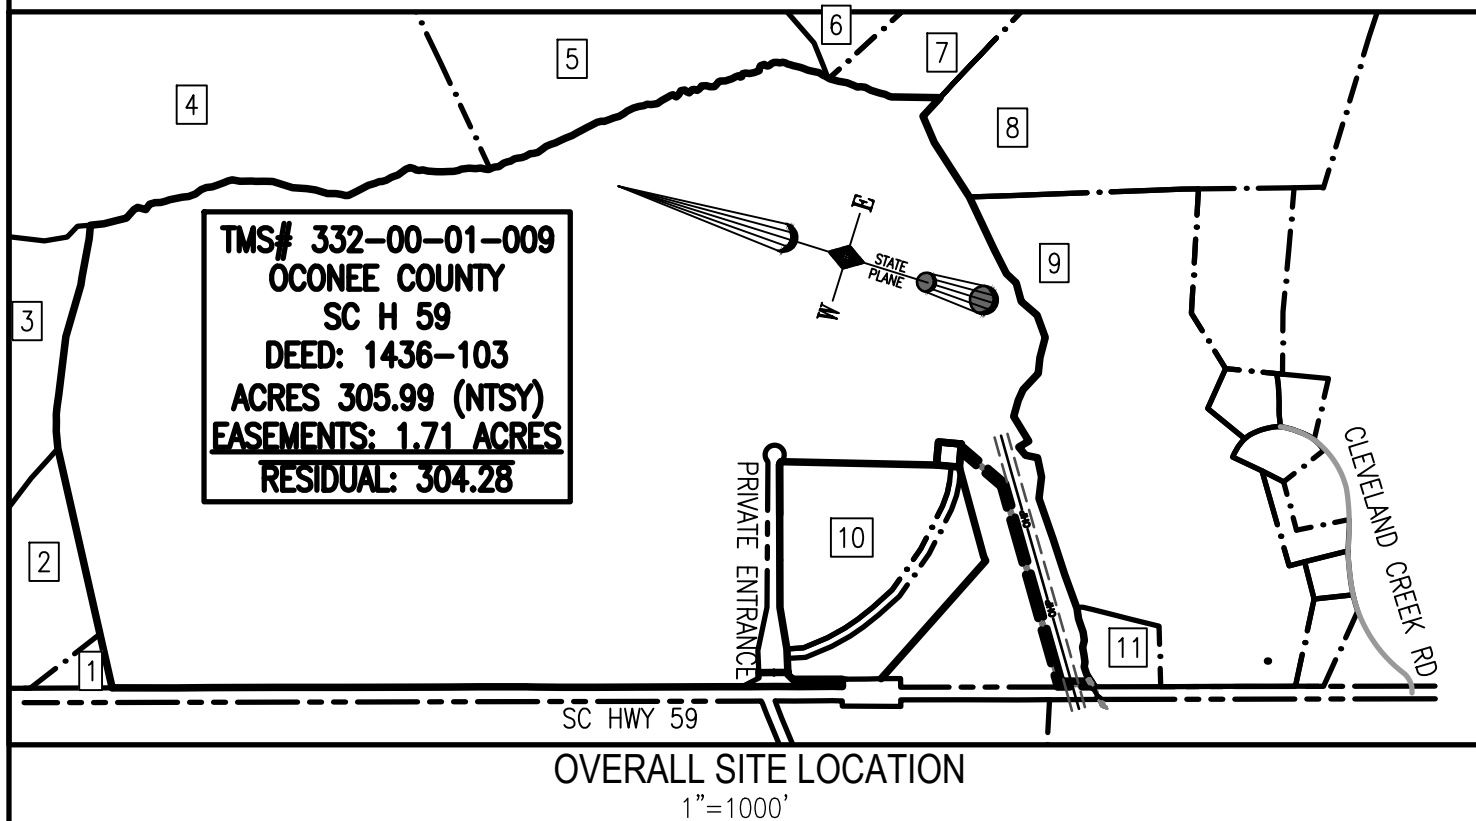 6
5
7
4
8
E
TMS# 332-00-01-009
OCONEE COUNTY
SC H 59
DEED: 1436-103
ACRES 305.99 (NTSY)
EASEMENTS: 1.71 ACRES
RESIDUAL: 304.28
STATE
PLANE
9
W
3
CLEVELAND CREEK RD
PRIVATE ENTRANCE
10
OHP
2
OHP
11
1
SC HWY 59
OVERALL SITE LOCATION
1"=1000'